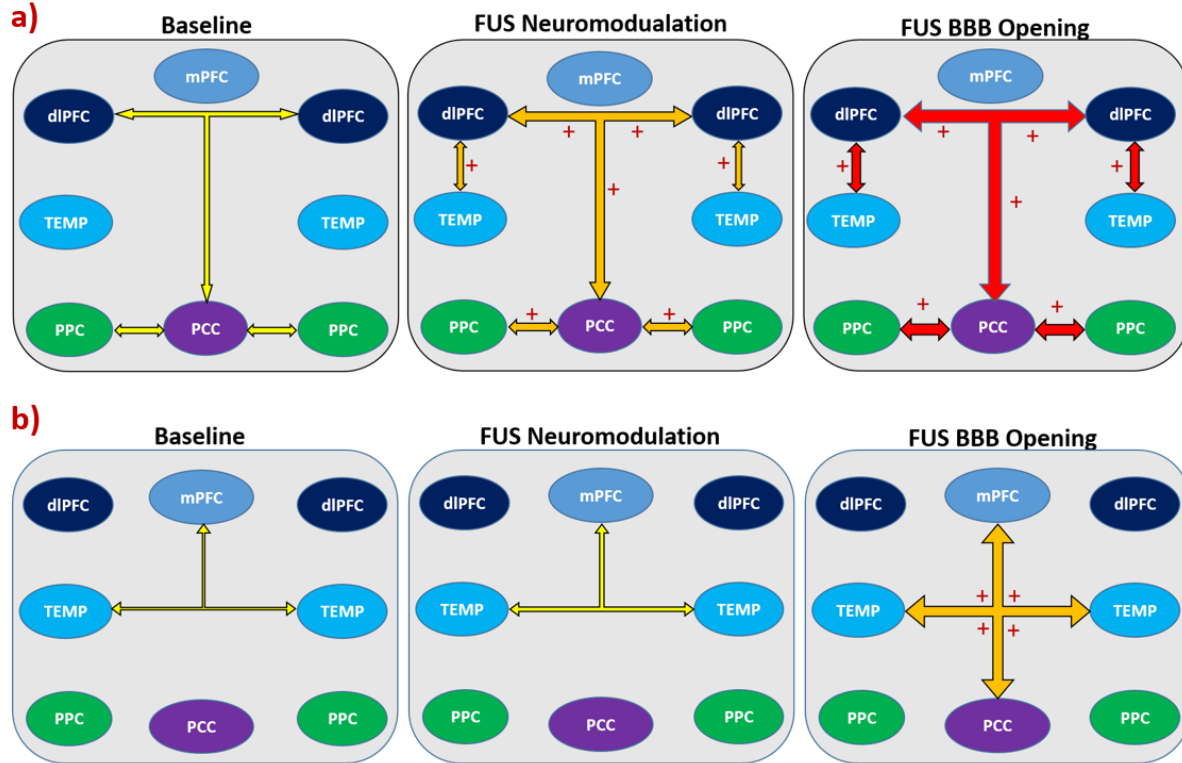 a)
Baseline
FUS Neuromodualation
FUS BBB Opening
mPFC
mPFC
mPFC
dlPFC
dlPFC
dlPFC
dlPFC
dlPFC
dlPFC
+ +
+ +
+
+
+
+
TEMP
TEMP
TEMP
TEMP
TEMP
TEMP
+
+
+ +
+ +
PPC
PCC
PPC
PPC
PCC
PPC
PPC
PCC
PPC
b)
Baseline
FUS Neuromodulation
FUS BBB Opening
dlPFC
mPFC
dlPFC
dlPFC
mPFC
dlPFC
dlPFC
mPFC
dlPFC
+ +
TEMP
TEMP
TEMP
TEMP
TEMP
TEMP
+ +
PPC
PCC
PPC
PPC
PCC
PPC
PPC
PCC
PPC